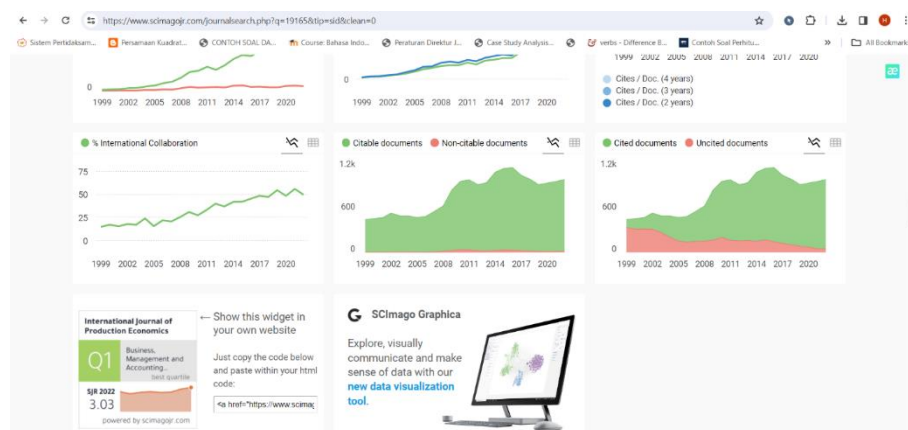 https://www.scimagojr.com/journalsearch.php?q=19165&tip=sid&clean=0
Sistem Pertidaksam...
Persamaan Kuadrat...
CONTOH SOAL DA...
Course: Bahasa Indo...
Peraturan Direktur J...
Case Study Analysis...
verbs - Difference B...
Contoh Soal Perhitu...
»
All Bookmark
0
1999 2002 2005 2008 2011 2014 2017 2020
0
1999 2002 2005 2008 2011 2014 2017 2020
1999 2002 2005 2008 2011 2014 2017 2020
Cites / Doc. (4 years)
Cites / Doc. (3 years)
Cites / Doc. (2 years)
æ
% International Collaboration
75
50
25
0
1999 2002 2005 2008 2011 2014 2017 2020
Citable documents Non-citable documents
1.2k
600
0
1999 2002 2005 2008 2011 2014 2017 2020
Cited documents Uncited documents
1.2k
600
0
1999 2002 2005 2008 2011 2014 2017 2020
International Journal of
Production Economics
Q1
Business,
Management and
Accounting...
best quartile
SJR 2022
3.03
powered by scimagojr.com
← Show this widget in
your own website
Just copy the code below
and paste within your html
code:
<a href="https://www.scimag
SCImago Graphica
Explore, visually
communicate and make
sense of data with our
new data visualization
tool.